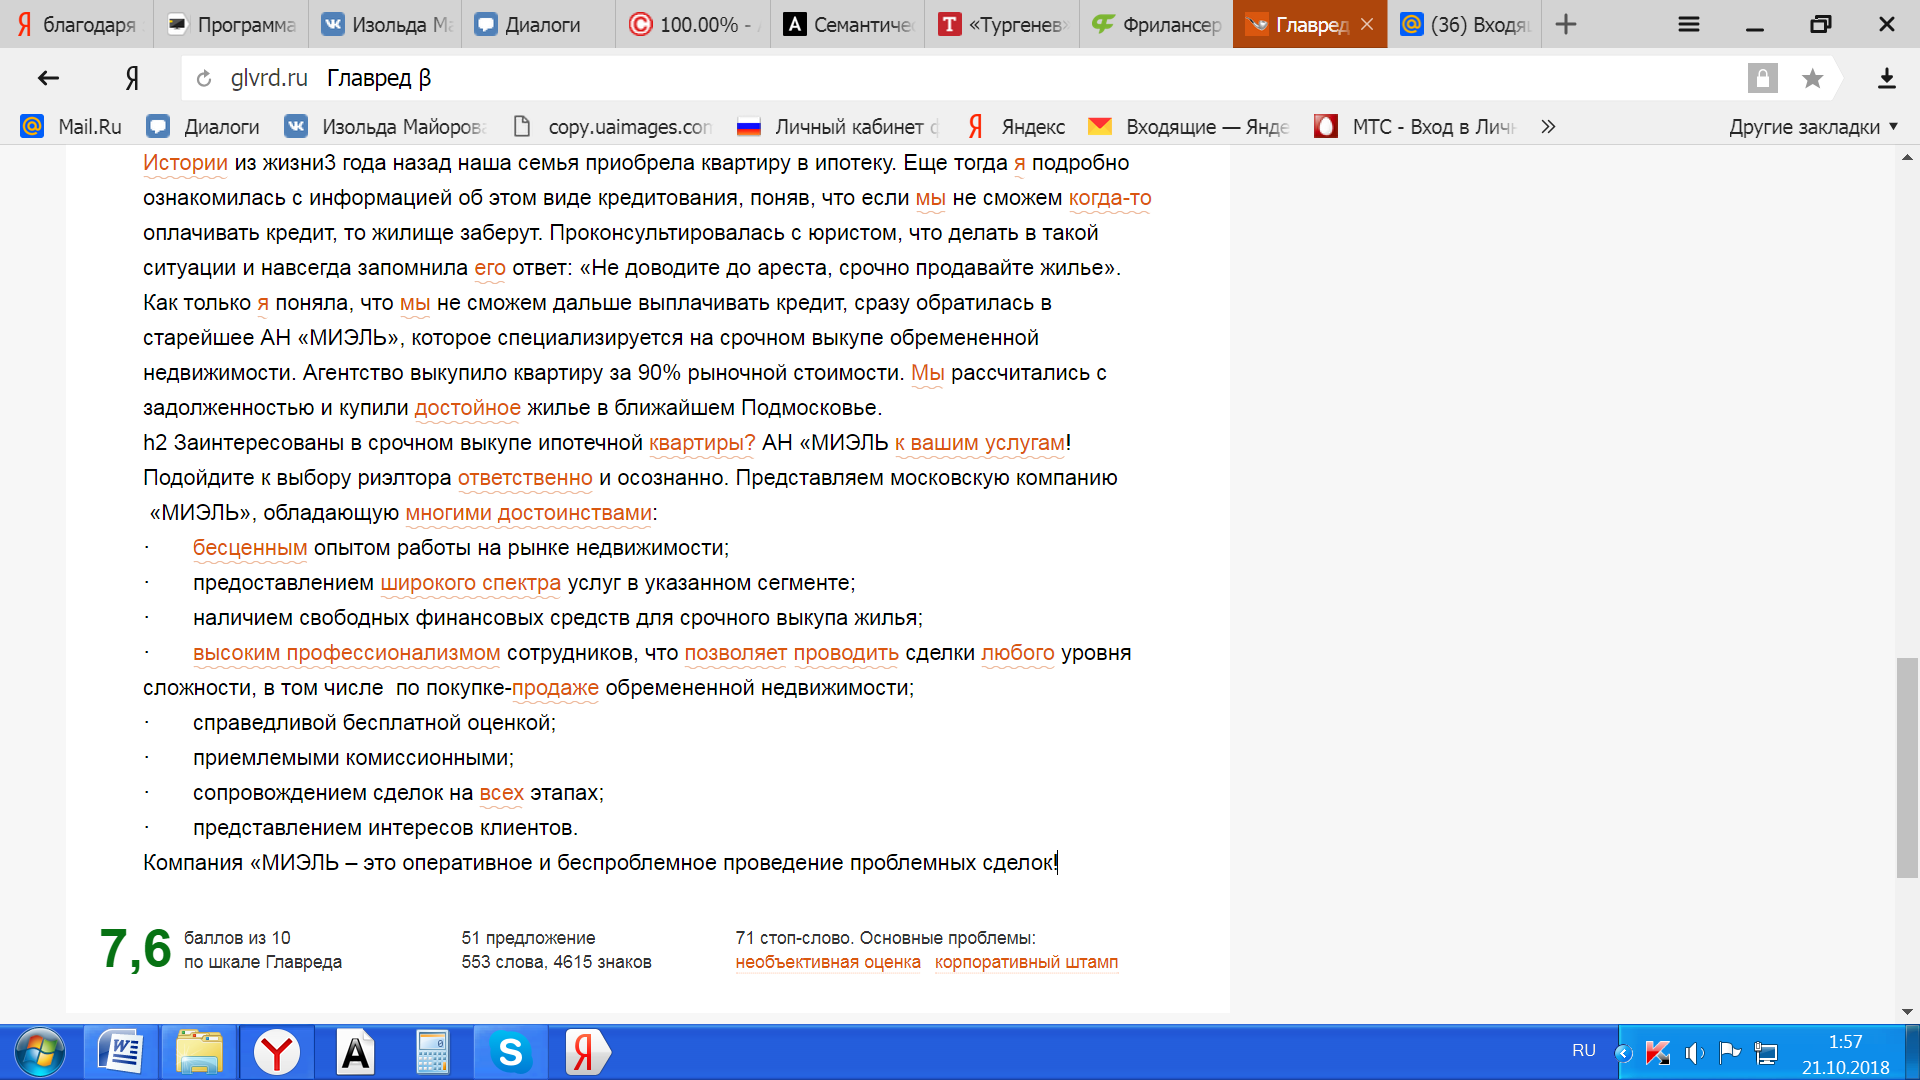 благодаря
Программа
Изольда Ма
Диалоги
100.00% -
Семантичес
«Тургенев»
Фрилансер
Главред
(36) Входящ
glvrd.ru Главред β
Mail.Ru
Диалоги
Изольда Майорова
copy.uaimages.com
Личный кабинет ф
Яндекс
Входящие — Янде
МТС - Вход в Личн
Другие закладки
Истории из жизни3 года назад наша семья приобрела квартиру в ипотеку. Еще тогда я подробно
ознакомилась с информацией об этом виде кредитования, поняв, что если мы не сможем когда-то
оплачивать кредит, то жилище заберут. Проконсультировалась с юристом, что делать в такой
ситуации и навсегда запомнила его ответ: «Не доводите до ареста, срочно продавайте жилье».
Как только я поняла, что мы не сможем дальше выплачивать кредит, сразу обратилась в
старейшее АН «МИЭЛЬ», которое специализируется на срочном выкупе обремененной
недвижимости. Агентство выкупило квартиру за 90% рыночной стоимости. Мы рассчитались с
задолженностью и купили достойное жилье в ближайшем Подмосковье.
h2 Заинтересованы в срочном выкупе ипотечной квартиры? АН «МИЭЛЬ к вашим услугам!
Подойдите к выбору риэлтора ответственно и осознанно. Представляем московскую компанию
«МИЭЛЬ», обладающую многими достоинствами:
· бесценным опытом работы на рынке недвижимости;
· предоставлением широкого спектра услуг в указанном сегменте;
· наличием свободных финансовых средств для срочного выкупа жилья;
· высоким профессионализмом сотрудников, что позволяет проводить сделки любого уровня
сложности, в том числе по покупке-продаже обремененной недвижимости;
· справедливой бесплатной оценкой;
· приемлемыми комиссионными;
· сопровождением сделок на всех этапах;
· представлением интересов клиентов.
Компания «МИЭЛЬ – это оперативное и беспроблемное проведение проблемных сделок!
7,6 баллов из 10
по шкале Главреда
51 предложение
553 слова, 4615 знаков
71 стоп-слово. Основные проблемы:
необъективная оценка корпоративный штамп
RU
1:57
21.10.2018